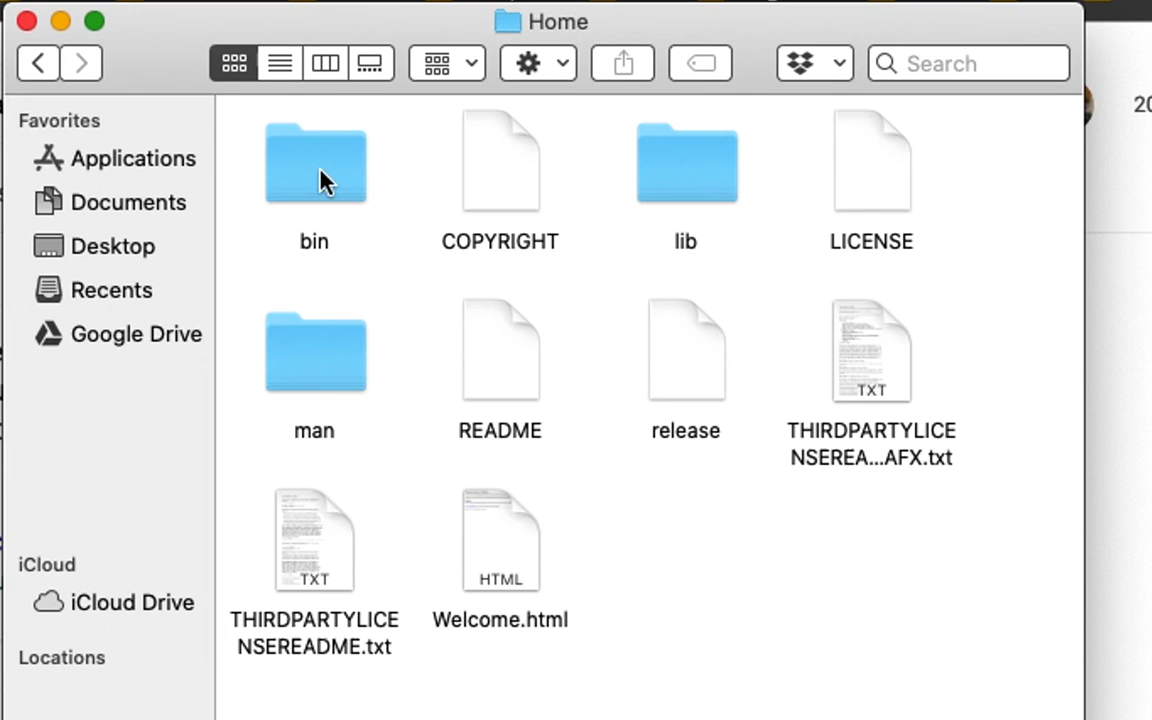 Home
Search
Favorites
Applications
Documents
Desktop
Recents
Google Drive
iCloud
iCloud Drive
Locations
bin
COPYRIGHT
lib
LICENSE
man
README
release
TXT
THIRDPARTYLICE
NSEREA...AFX.txt
TXT
THIRDPARTYLICE
NSEREADME.txt
HTML
Welcome.html
20